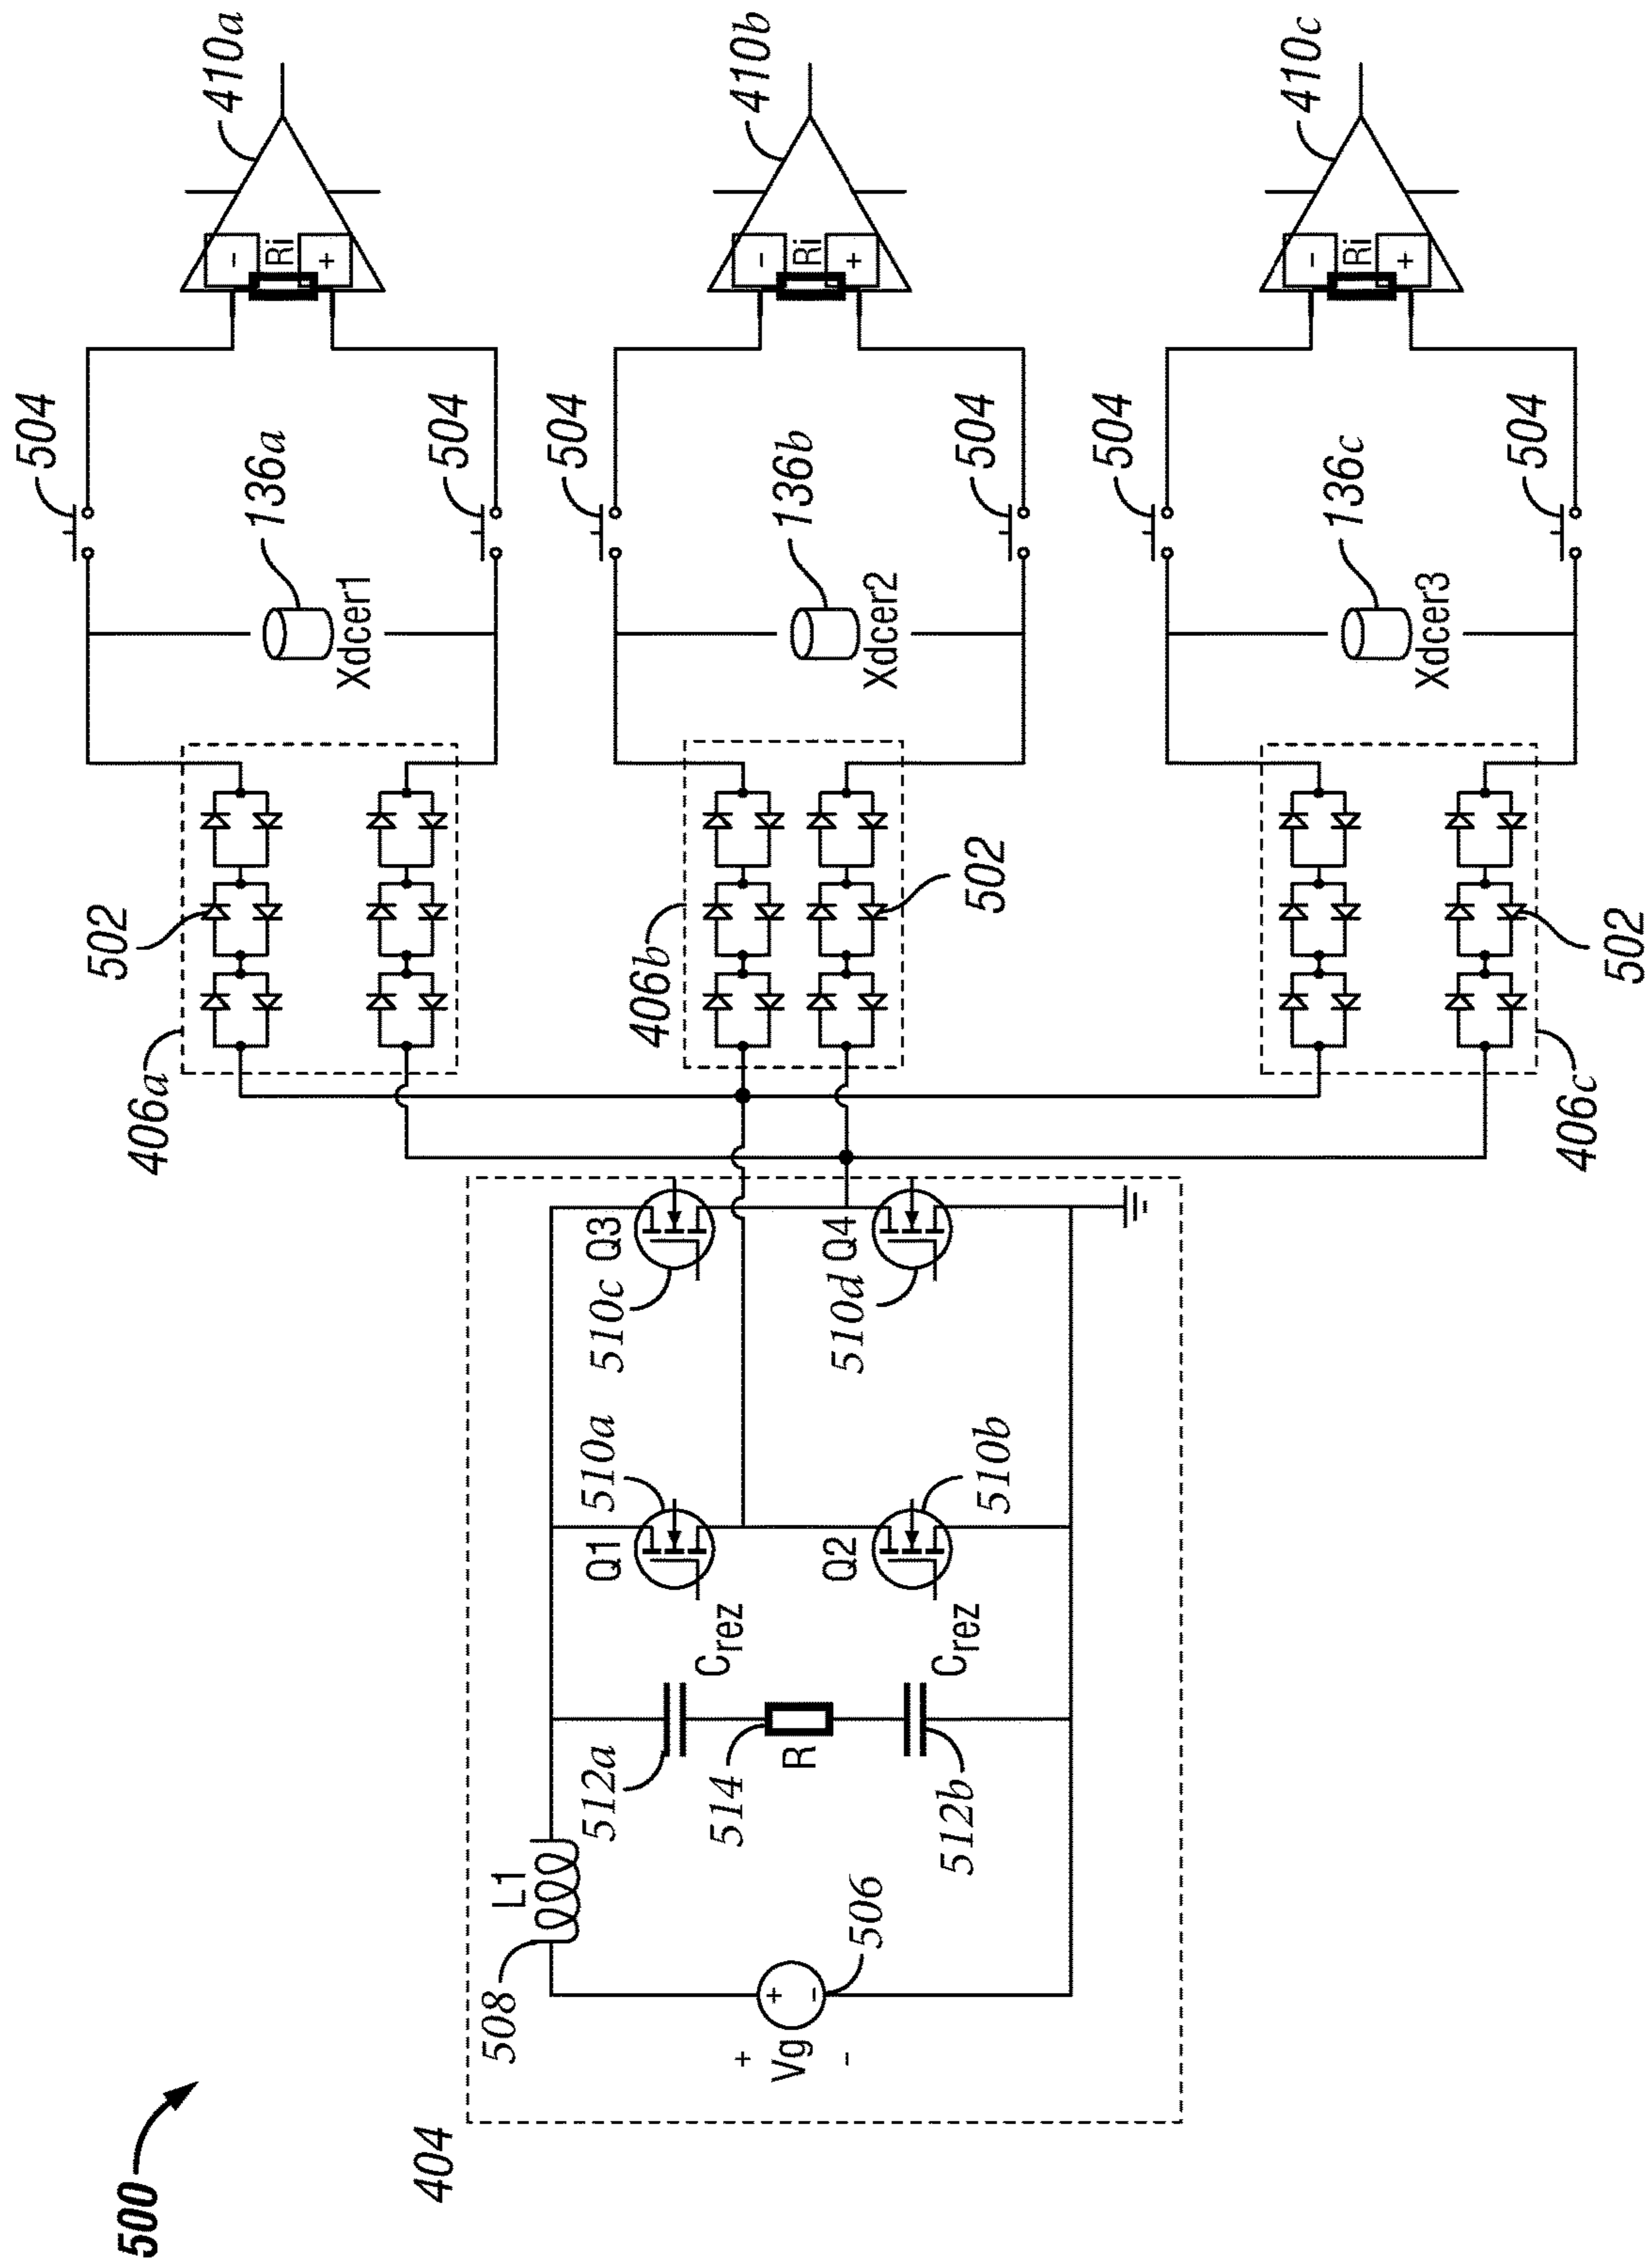 500
404
508
L1
+
Vg
-
+
-
506
512a
Crez
514
R
512b
Crez
Q1
510a
Q2
510b
Q3
510c
Q4
510d
406a
502
406b
502
406c
502
504
136a
Xdcer1
504
410a
-
Ri
+
504
136b
Xdcer2
504
410b
-
Ri
+
504
136c
Xdcer3
504
410c
-
Ri
+